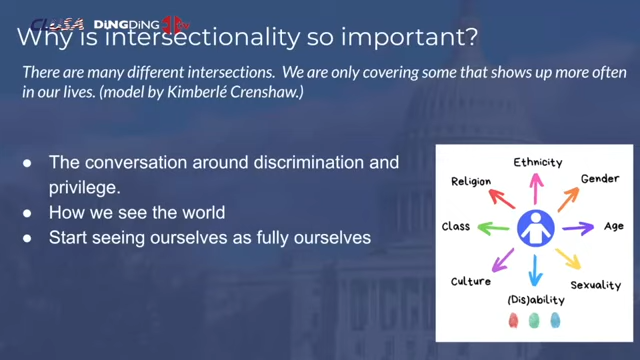 DINGDING TV
Why is intersectionality so important?
There are many different intersections. We are only covering some that shows up more often
in our lives. (model by Kimberlé Crenshaw.)
● The conversation around discrimination and
privilege.
● How we see the world
● Start seeing ourselves as fully ourselves
Ethnicity
Religion
Gender
Class
Age
Culture
Sexuality
(Dis)ability